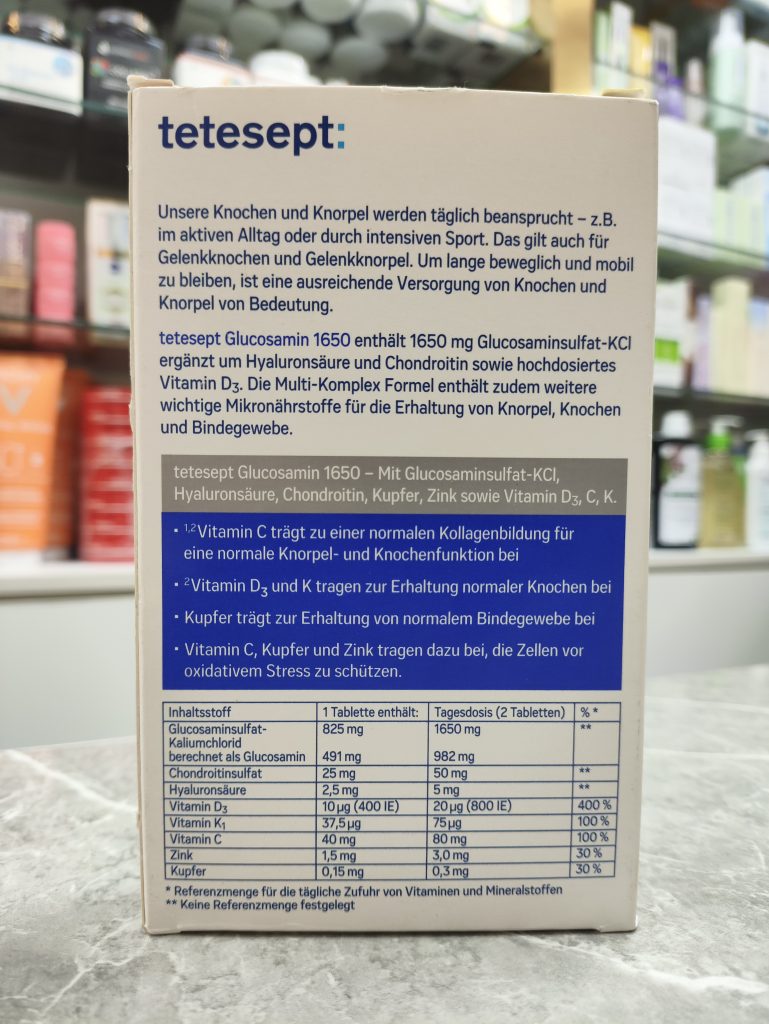 tetesept:
Unsere Knochen und Knorpel werden täglich beansprucht – z.B.
im aktiven Alltag oder durch intensiven Sport. Das gilt auch für
Gelenkknochen und Gelenkknorpel. Um lange beweglich und mobil
zu bleiben, ist eine ausreichende Versorgung von Knochen und
Knorpel von Bedeutung.
tetesept Glucosamin 1650 enthält 1650 mg Glucosaminsulfat-KCl
ergänzt um Hyaluronsäure und Chondroitin sowie hochdosiertes
Vitamin D₃. Die Multi-Komplex Formel enthält zudem weitere
wichtige Mikronährstoffe für die Erhaltung von Knorpel, Knochen
und Bindegewebe.
tetesept Glucosamin 1650 – Mit Glucosaminsulfat-KCl,
Hyaluronsäure, Chondroitin, Kupfer, Zink sowie Vitamin D₃, C, K.
• ¹,²Vitamin C trägt zu einer normalen Kollagenbildung für
eine normale Knorpel- und Knochenfunktion bei
• ²Vitamin D₃ und K tragen zur Erhaltung normaler Knochen bei
• Kupfer trägt zur Erhaltung von normalem Bindegewebe bei
• Vitamin C, Kupfer und Zink tragen dazu bei, die Zellen vor
oxidativem Stress zu schützen.
Inhaltsstoff 1 Tablette enthält: Tagesdosis (2 Tabletten) % *
Glucosaminsulfat- 825 mg 1650 mg **
Kaliumchlorid
berechnet als Glucosamin 491 mg 982 mg
Chondroitinsulfat 25 mg 50 mg **
Hyaluronsäure 2,5 mg 5 mg **
Vitamin D₃ 10 µg (400 IE) 20 µg (800 IE) 400 %
Vitamin K₁ 37,5 µg 75 µg 100 %
Vitamin C 40 mg 80 mg 100 %
Zink 1,5 mg 3,0 mg 30 %
Kupfer 0,15 mg 0,3 mg 30 %
* Referenzmenge für die tägliche Zufuhr von Vitaminen und Mineralstoffen
** Keine Referenzmenge festgelegt